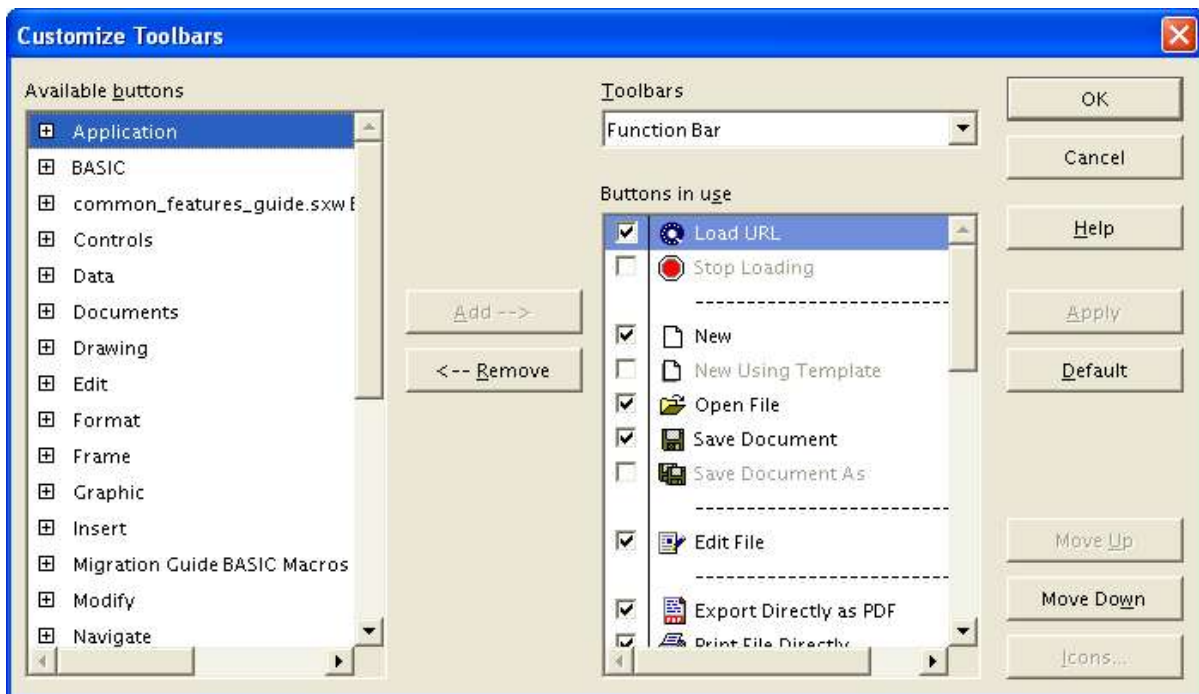 Customize Toolbars
Available buttons
Application
BASIC
common_features_guide.sxw
Controls
Data
Documents
Drawing
Edit
Format
Frame
Graphic
Insert
Migration Guide BASIC Macros
Modify
Navigate
Add -->
<-- Remove
Toolbars
Function Bar
Buttons in use
Load URL
Stop Loading
New
New Using Template
Open File
Save Document
Save Document As
Edit File
Export Directly as PDF
Print File Directly
OK
Cancel
Help
Apply
Default
Move Up
Move Down
Icons...